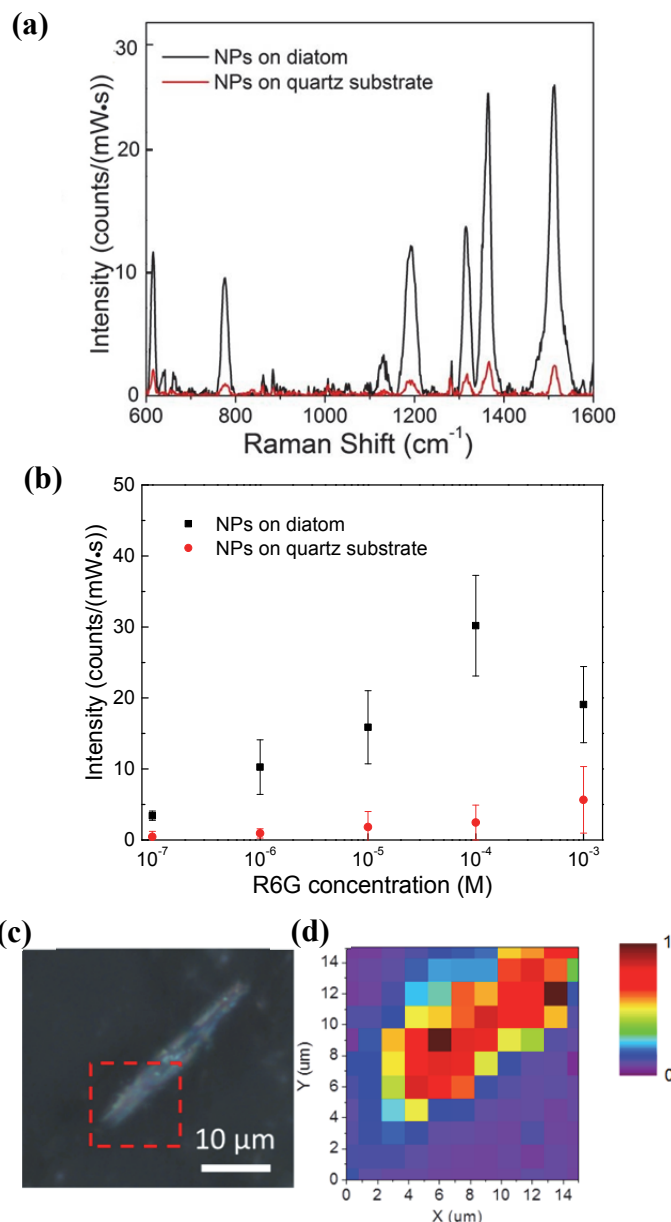 (a)
30
20
10
0
Intensity (counts/(mW•s))
NPs on diatom
NPs on quartz substrate
600 800 1000 1200 1400 1600
Raman Shift (cm⁻¹)
(b)
50
40
30
20
10
0
Intensity (counts/(mW•s))
NPs on diatom
NPs on quartz substrate
10⁻⁷ 10⁻⁶ 10⁻⁵ 10⁻⁴ 10⁻³
R6G concentration (M)
(c)
10 µm
(d)
14
12
10
8
6
4
2
0
Y (um)
0 2 4 6 8 10 12 14
X (um)
1
0